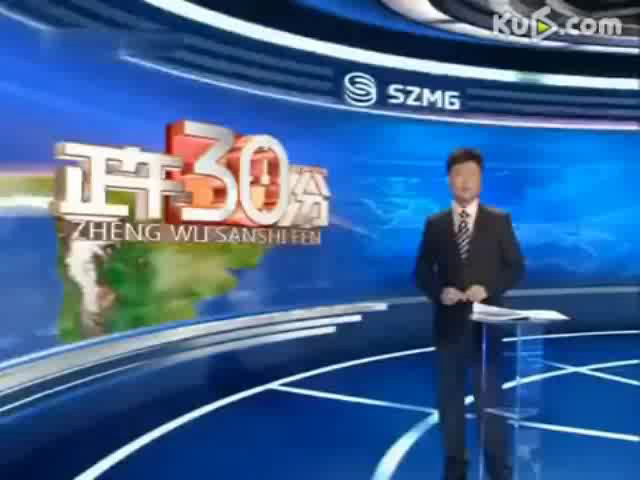 Ku6.com
SZMG
正午30分
ZHENG WU SANSHI FEN